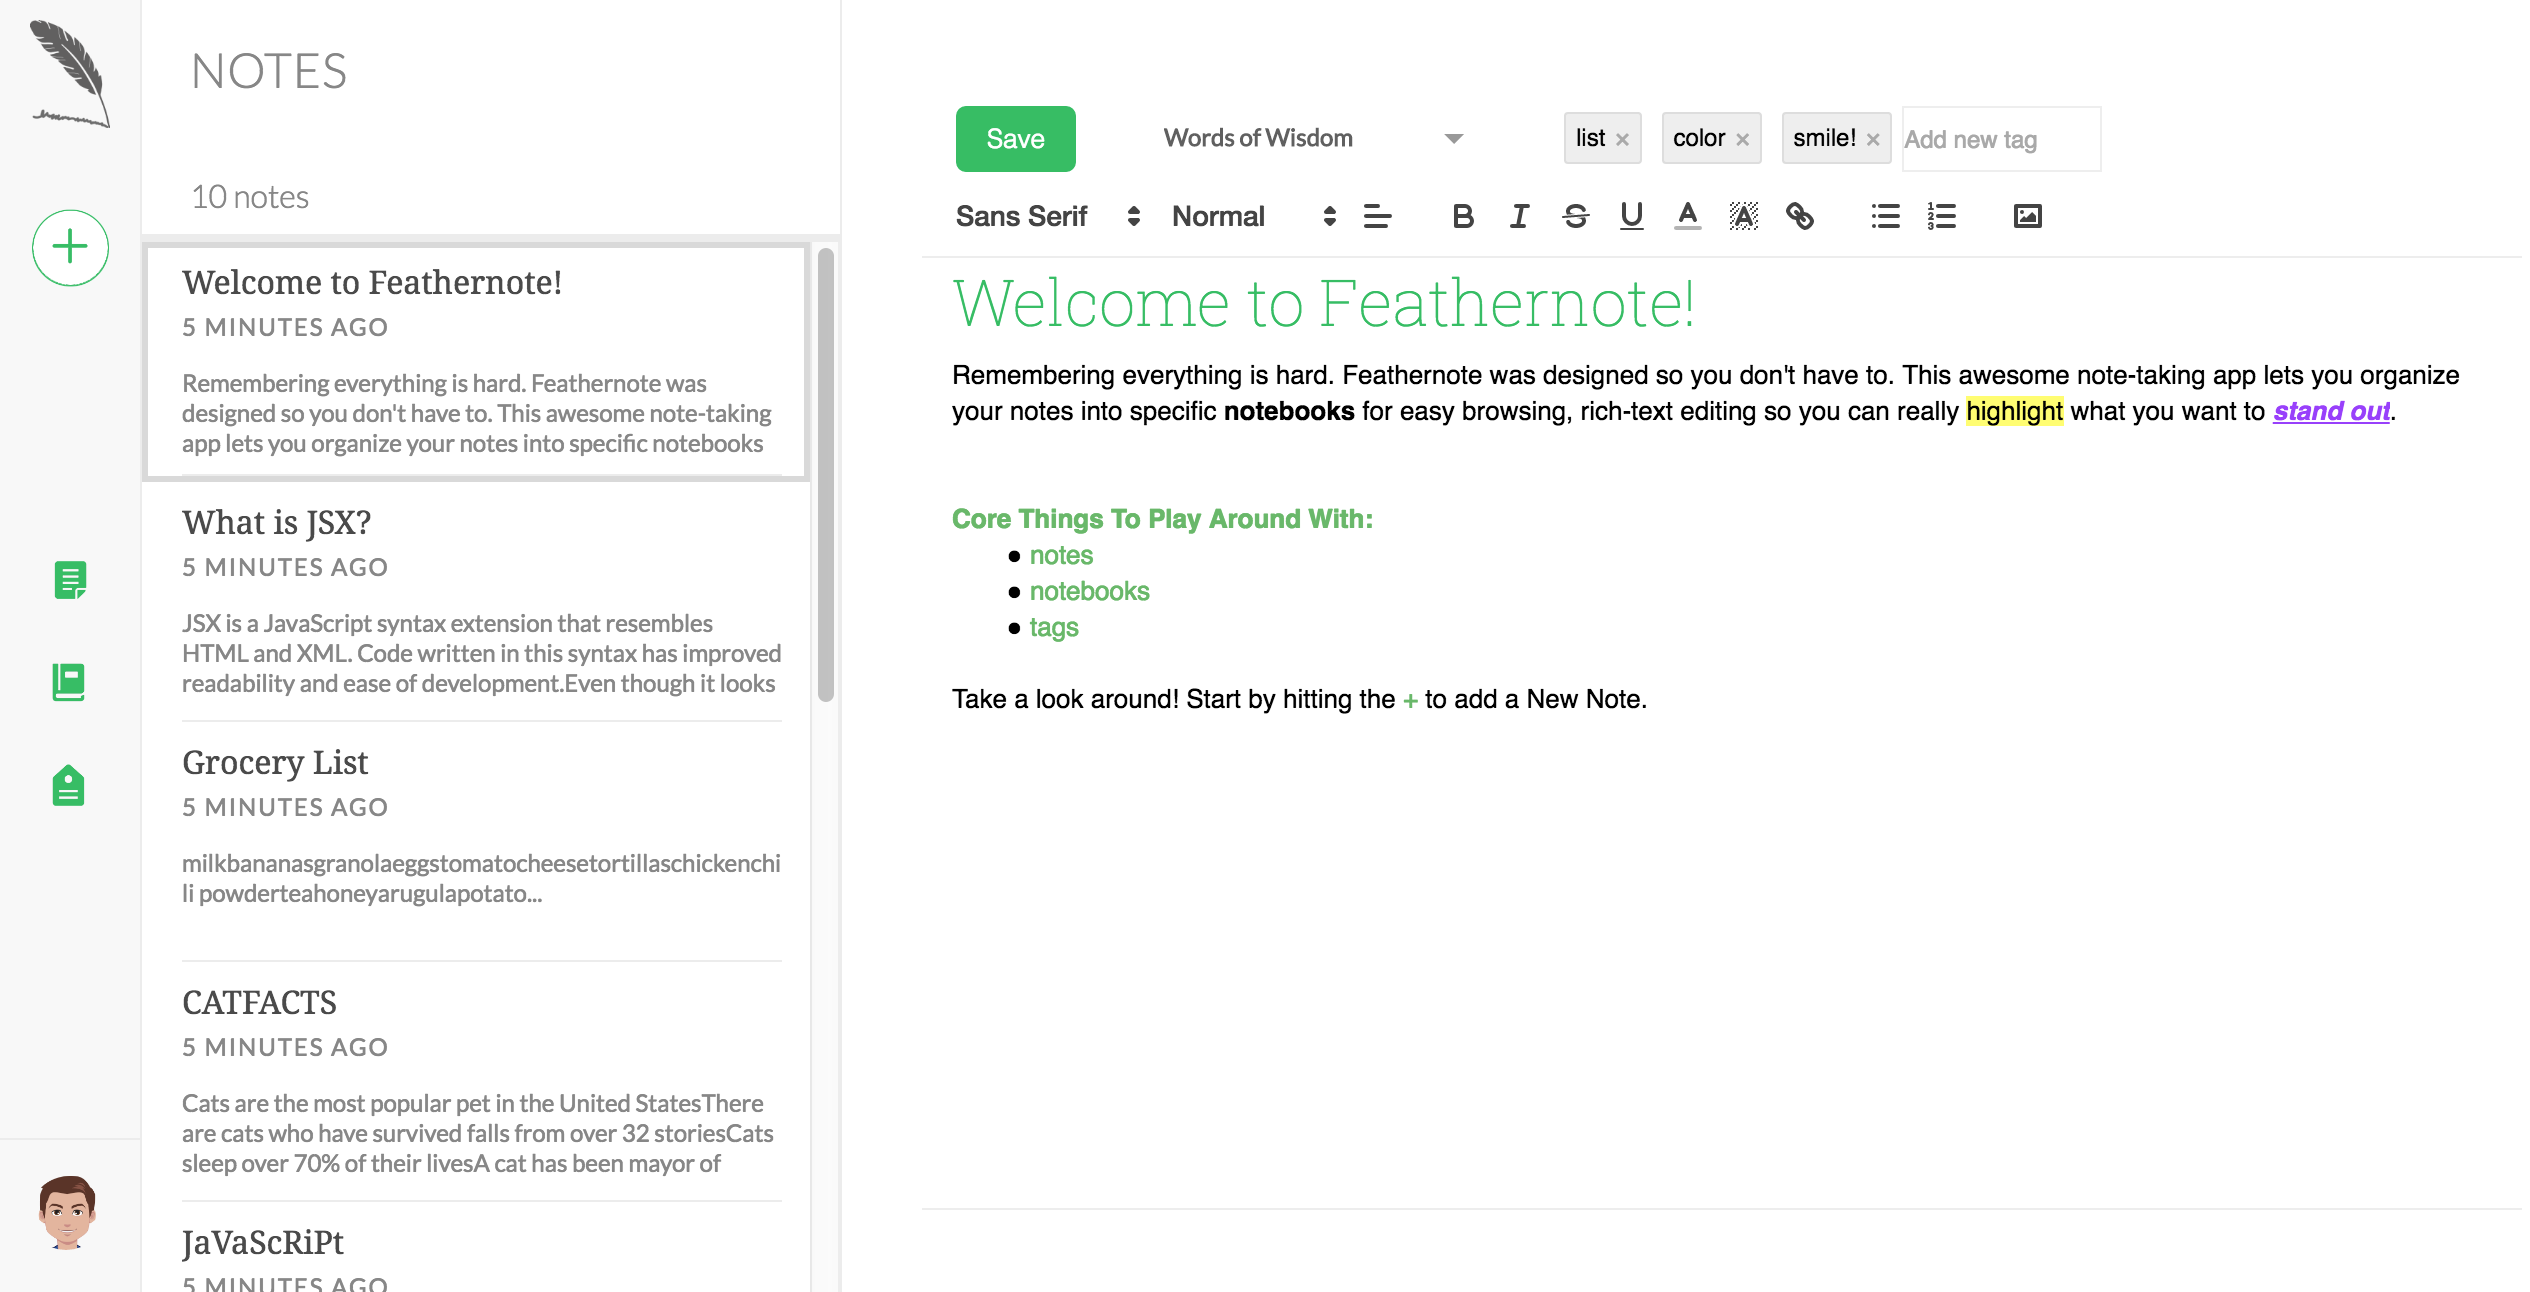 NOTES
10 notes
Welcome to Feathernote!
5 MINUTES AGO
Remembering everything is hard. Feathernote was
designed so you don't have to. This awesome note-taking
app lets you organize your notes into specific notebooks
What is JSX?
5 MINUTES AGO
JSX is a JavaScript syntax extension that resembles
HTML and XML. Code written in this syntax has improved
readability and ease of development.Even though it looks
Grocery List
5 MINUTES AGO
milkbananasgranolaeggstomatocheesetortillaschickenchi
li powderteahoneyarugulapotato...
CATFACTS
5 MINUTES AGO
Cats are the most popular pet in the United StatesThere
are cats who have survived falls from over 32 storiesCats
sleep over 70% of their livesA cat has been mayor of
JaVaScRiPt
5 MINUTES AGO
Save Words of Wisdom list × color × smile! × Add new tag
Sans Serif Normal
Welcome to Feathernote!
Remembering everything is hard. Feathernote was designed so you don't have to. This awesome note-taking app lets you organize
your notes into specific notebooks for easy browsing, rich-text editing so you can really highlight what you want to stand out.
Core Things To Play Around With:
● notes
● notebooks
● tags
Take a look around! Start by hitting the + to add a New Note.